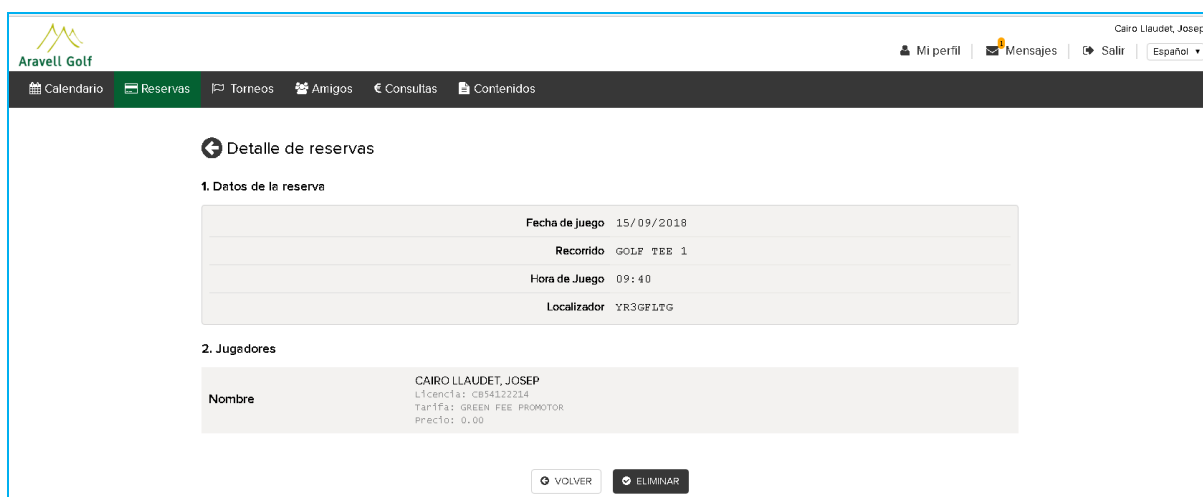 Cairo Llaudet, Josep
Aravell Golf
Mi perfil
1
Mensajes
Salir
Español
Calendario
Reservas
Torneos
Amigos
€ Consultas
Contenidos
Detalle de reservas
1. Datos de la reserva
Fecha de juego 15/09/2018
Recorrido GOLF TEE 1
Hora de Juego 09:40
Localizador YR3GFLTG
2. Jugadores
Nombre
CAIRO LLAUDET, JOSEP
Licencia: CB54122214
Tarifa: GREEN FEE PROMOTOR
Precio: 0.00
VOLVER
ELIMINAR